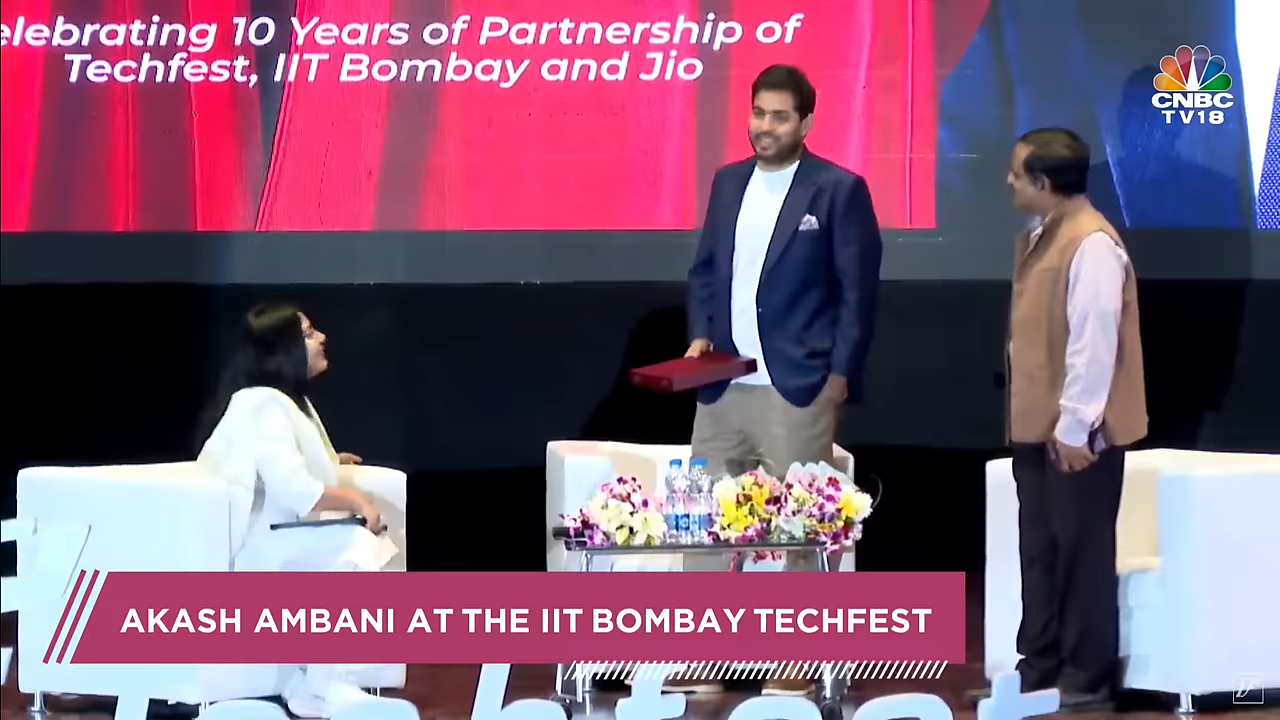 elebrating 10 Years of Partnership of
Techfest, IIT Bombay and Jio
CNBC
TV18
AKASH AMBANI AT THE IIT BOMBAY TECHFEST